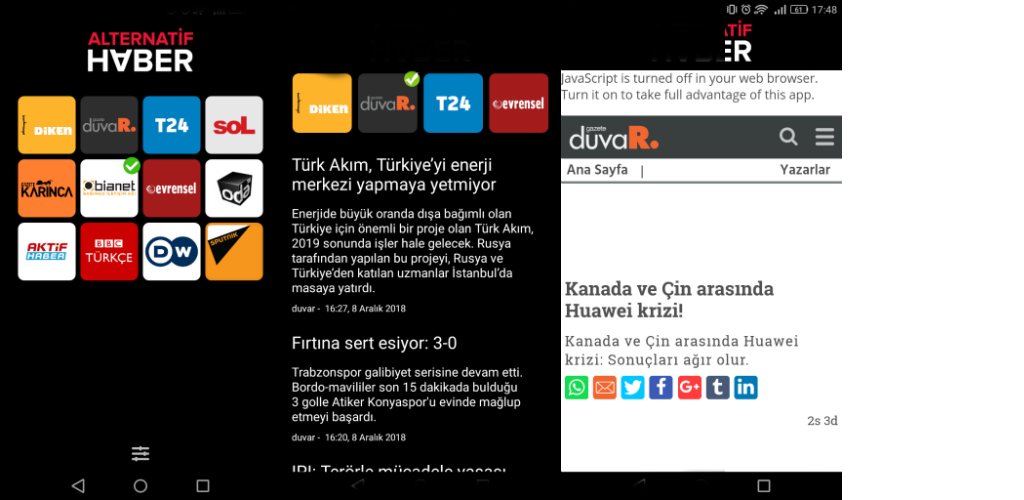 ALTERNATİF
HABER
DİKEN
gazete
duvaR.
T24
soL
KARINCA
bianet
evrensel
oda
AKTİF
HABER
BBC
TÜRKÇE
DW
SPUTNIK
DİKEN
gazete
duvaR.
T24
evrensel
Türk Akım, Türkiye'yi enerji
merkezi yapmaya yetmiyor
Enerjide büyük oranda dışa bağımlı olan
Türkiye için önemli bir proje olan Türk Akım,
2019 sonunda işler hale gelecek. Rusya
tarafından yapılan bu projeyi, Rusya ve
Türkiye'den katılan uzmanlar İstanbul'da
masaya yatırdı.
duvar - 16:27, 8 Aralık 2018
Fırtına sert esiyor: 3-0
Trabzonspor galibiyet serisine devam etti.
Bordo-mavililer son 15 dakikada bulduğu
3 golle Atiker Konyaspor'u evinde mağlup
etmeyi başardı.
duvar - 16:20, 8 Aralık 2018
61 17:48
TİF
ER
JavaScript is turned off in your web browser.
Turn it on to take full advantage of this app.
gazete
duvaR.
Ana Sayfa |
Yazarlar
Kanada ve Çin arasında
Huawei krizi!
Kanada ve Çin arasında Huawei
krizi: Sonuçları ağır olur.
2s 3d